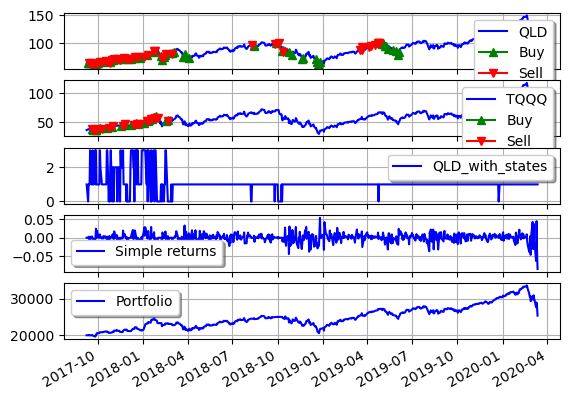 150
100
QLD
Buy
Sell
100
50
TQQQ
Buy
Sell
2
0
QLD_with_states
0.05
0.00
−0.05
Simple returns
30000
20000
Portfolio
2017-10
2018-01
2018-04
2018-07
2018-10
2019-01
2019-04
2019-07
2019-10
2020-01
2020-04